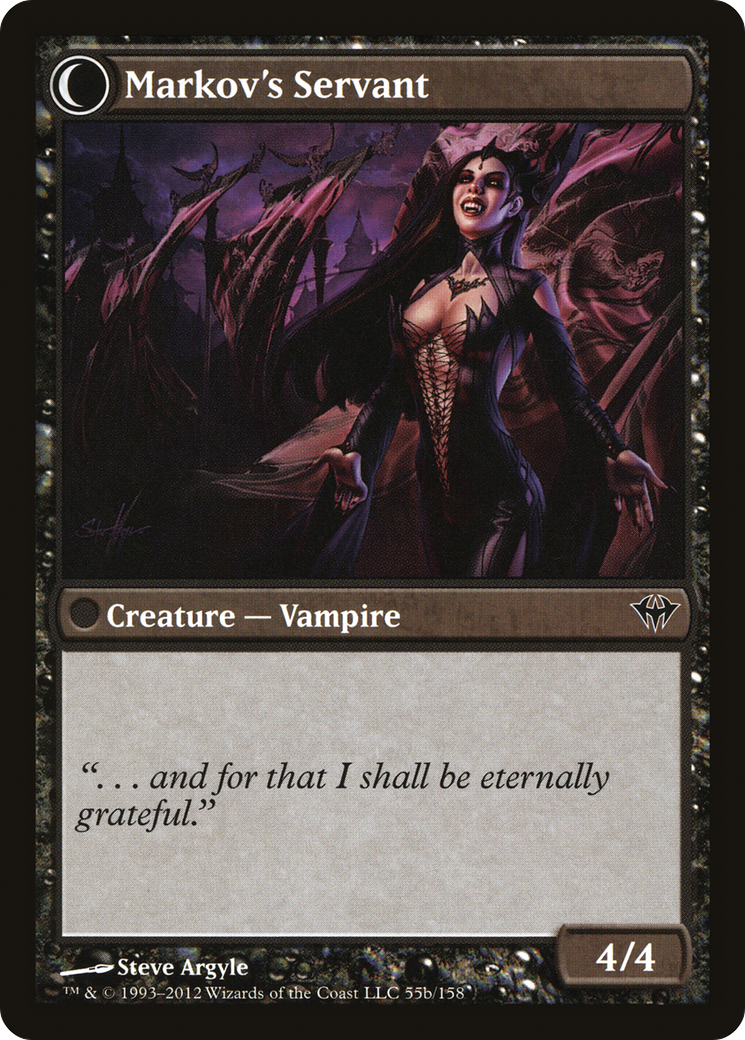 Markov's Servant
Creature — Vampire
“. . . and for that I shall be eternally
grateful.”
4/4
Steve Argyle
™ & © 1993–2012 Wizards of the Coast LLC 55b/158